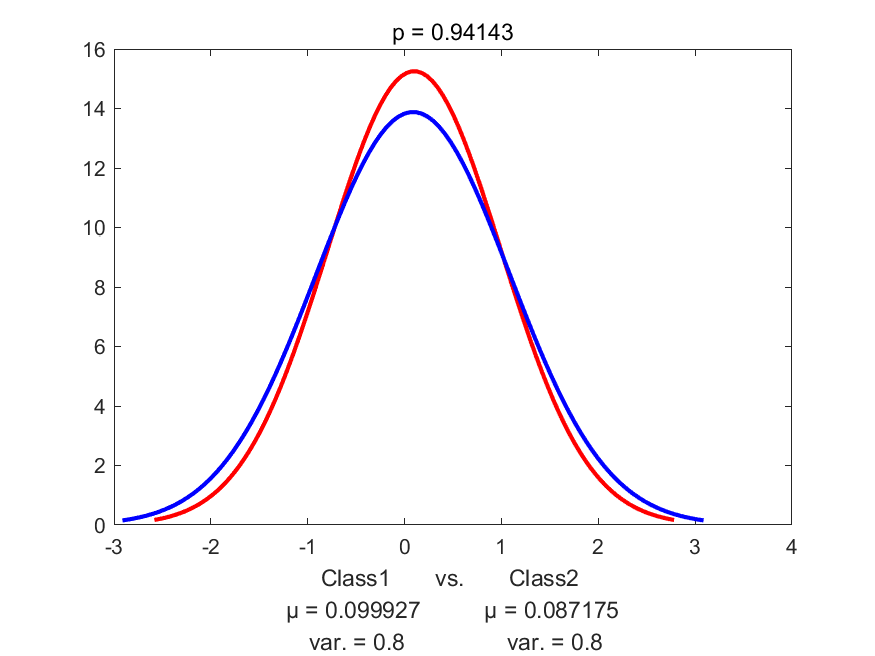 p = 0.94143
16
14
12
10
8
6
4
2
0
-3 -2 -1 0 1 2 3 4
Class1 vs. Class2
μ = 0.099927 μ = 0.087175
var. = 0.8 var. = 0.8